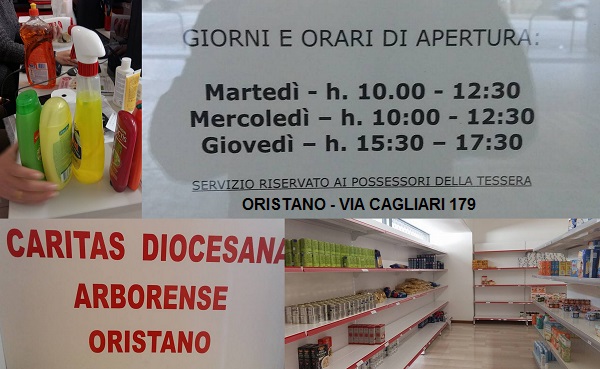 GIORNI E ORARI DI APERTURA:
Martedì - h. 10.00 - 12:30
Mercoledì – h. 10:00 - 12:30
Giovedì – h. 15:30 – 17:30
SERVIZIO RISERVATO AI POSSESSORI DELLA TESSERA
ORISTANO - VIA CAGLIARI 179
CARITAS DIOCESANA
ARBORENSE
ORISTANO